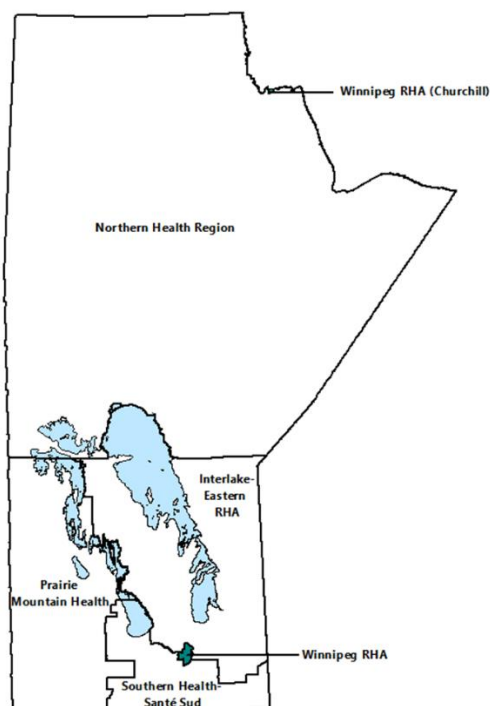 Winnipeg RHA (Churchill)
Northern Health Region
Interlake-
Eastern
RHA
Prairie
Mountain Health
Winnipeg RHA
Southern Health-
Santé Sud